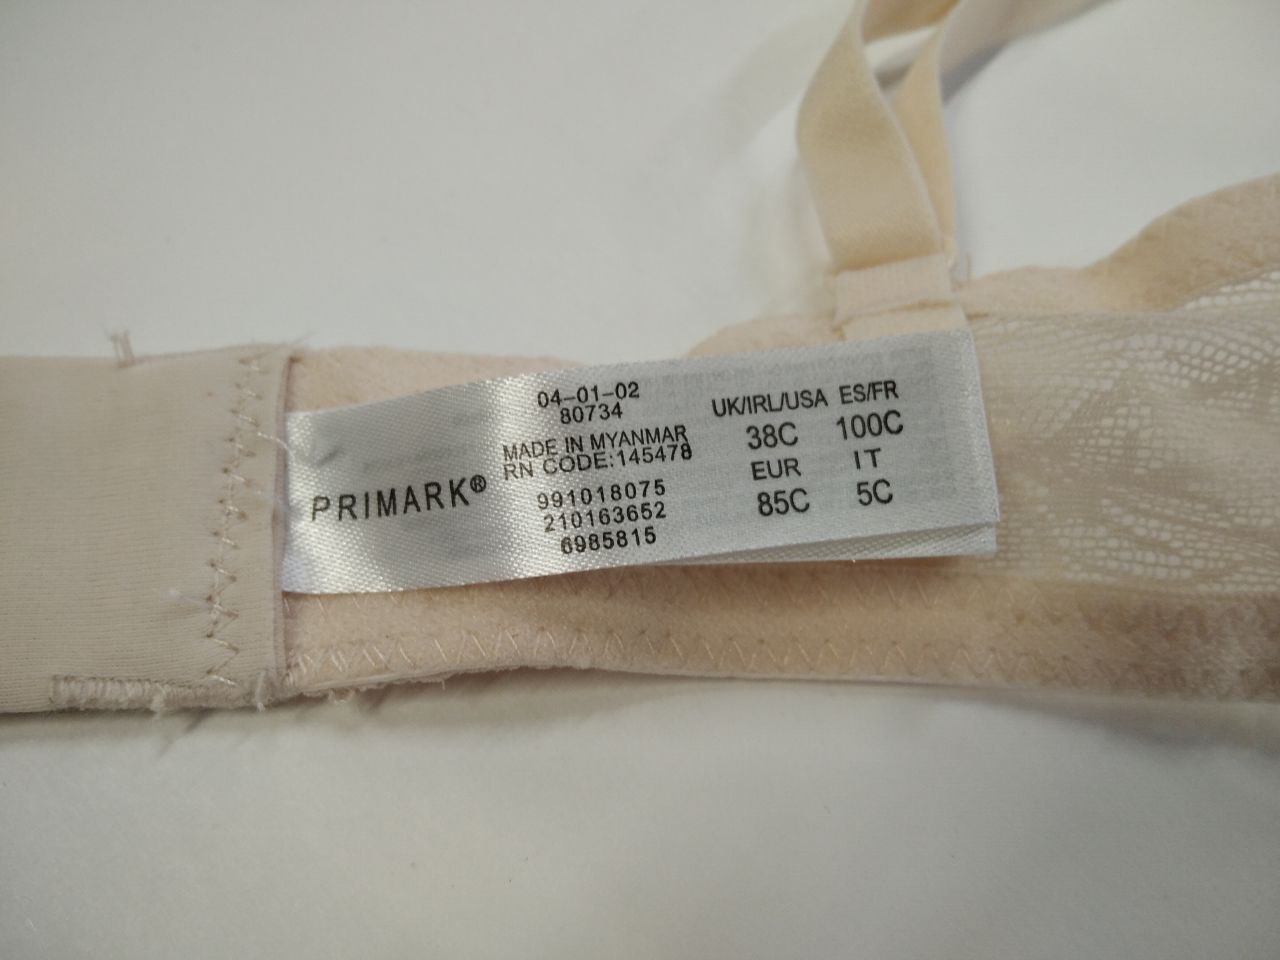 PRIMARK®
04-01-02
80734
MADE IN MYANMAR
RN CODE:145478
991018075
210163652
6985815
UK/IRL/USA ES/FR
38C 100C
EUR IT
85C 5C